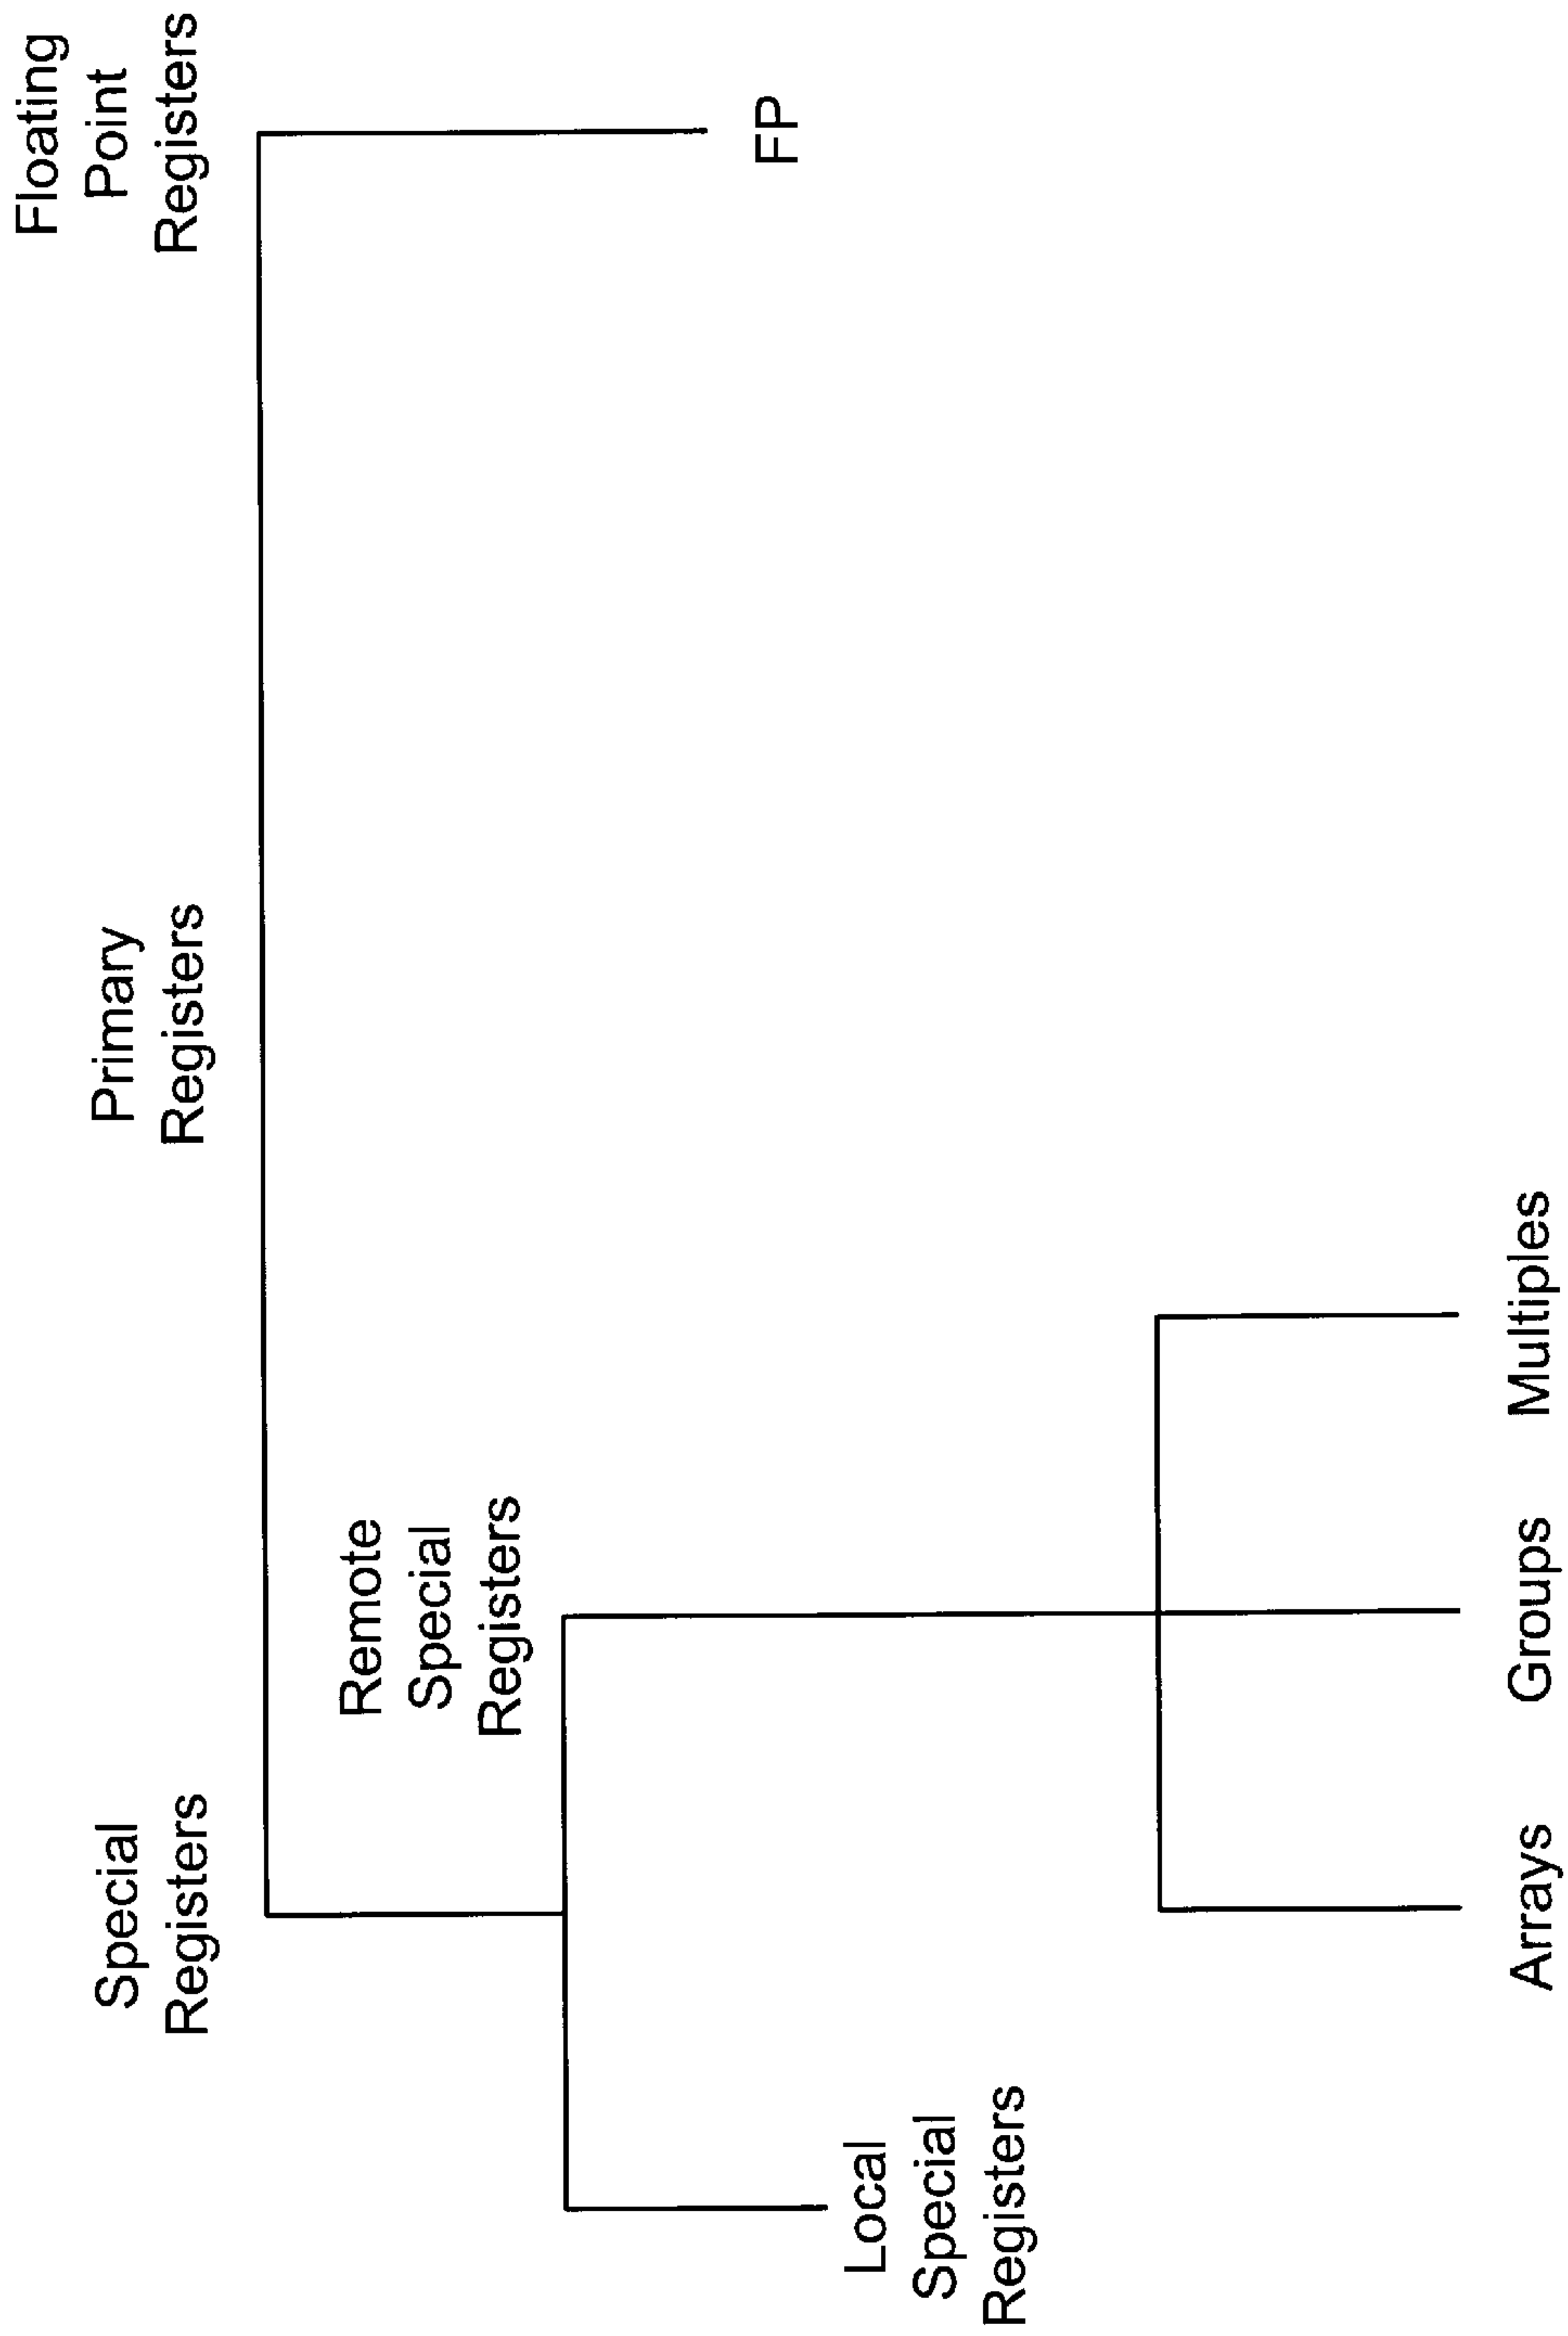 Special
Registers
Primary
Registers
Floating
Point
Registers
Remote
Special
Registers
Local
Special
Registers
FP
Arrays
Groups
Multiples